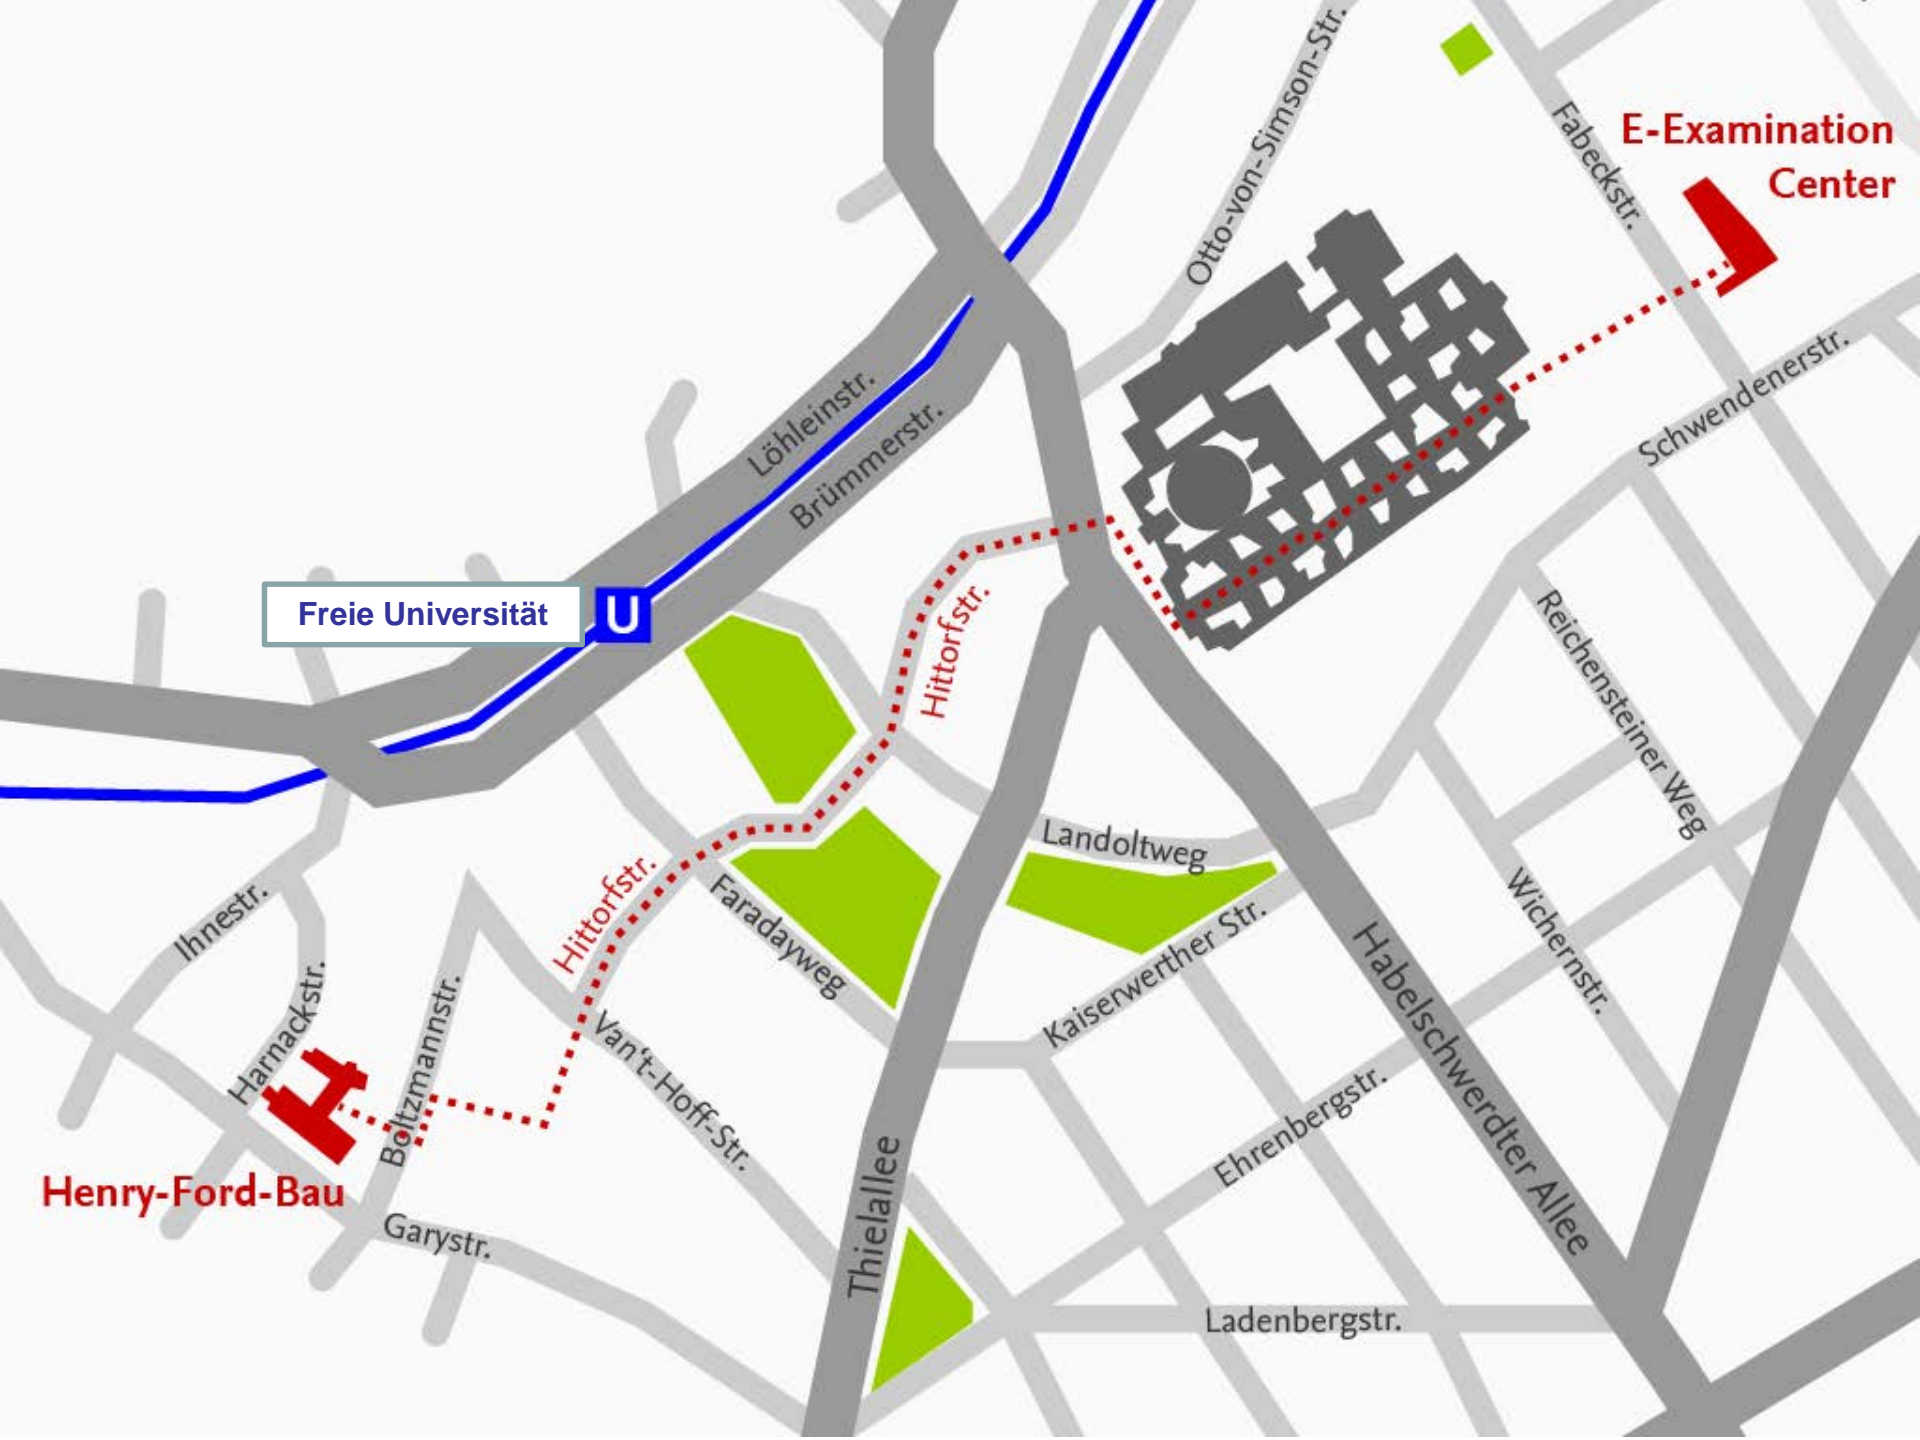 Otto-von-Simson-Str.
Fabeckstr.
E-Examination
Center
Löhleinstr.
Brümmerstr.
Schwendenerstr.
Freie Universität
U
Hittorfstr.
Reichensteiner Weg
Landoltweg
Hittorfstr.
Faradayweg
Kaiserwerther Str.
Wichernstr.
Ihnestr.
Harnackstr.
Boltzmannstr.
Van't-Hoff-Str.
Habelschwerdter Allee
Ehrenbergstr.
Henry-Ford-Bau
Garystr.
Thielallee
Ladenbergstr.